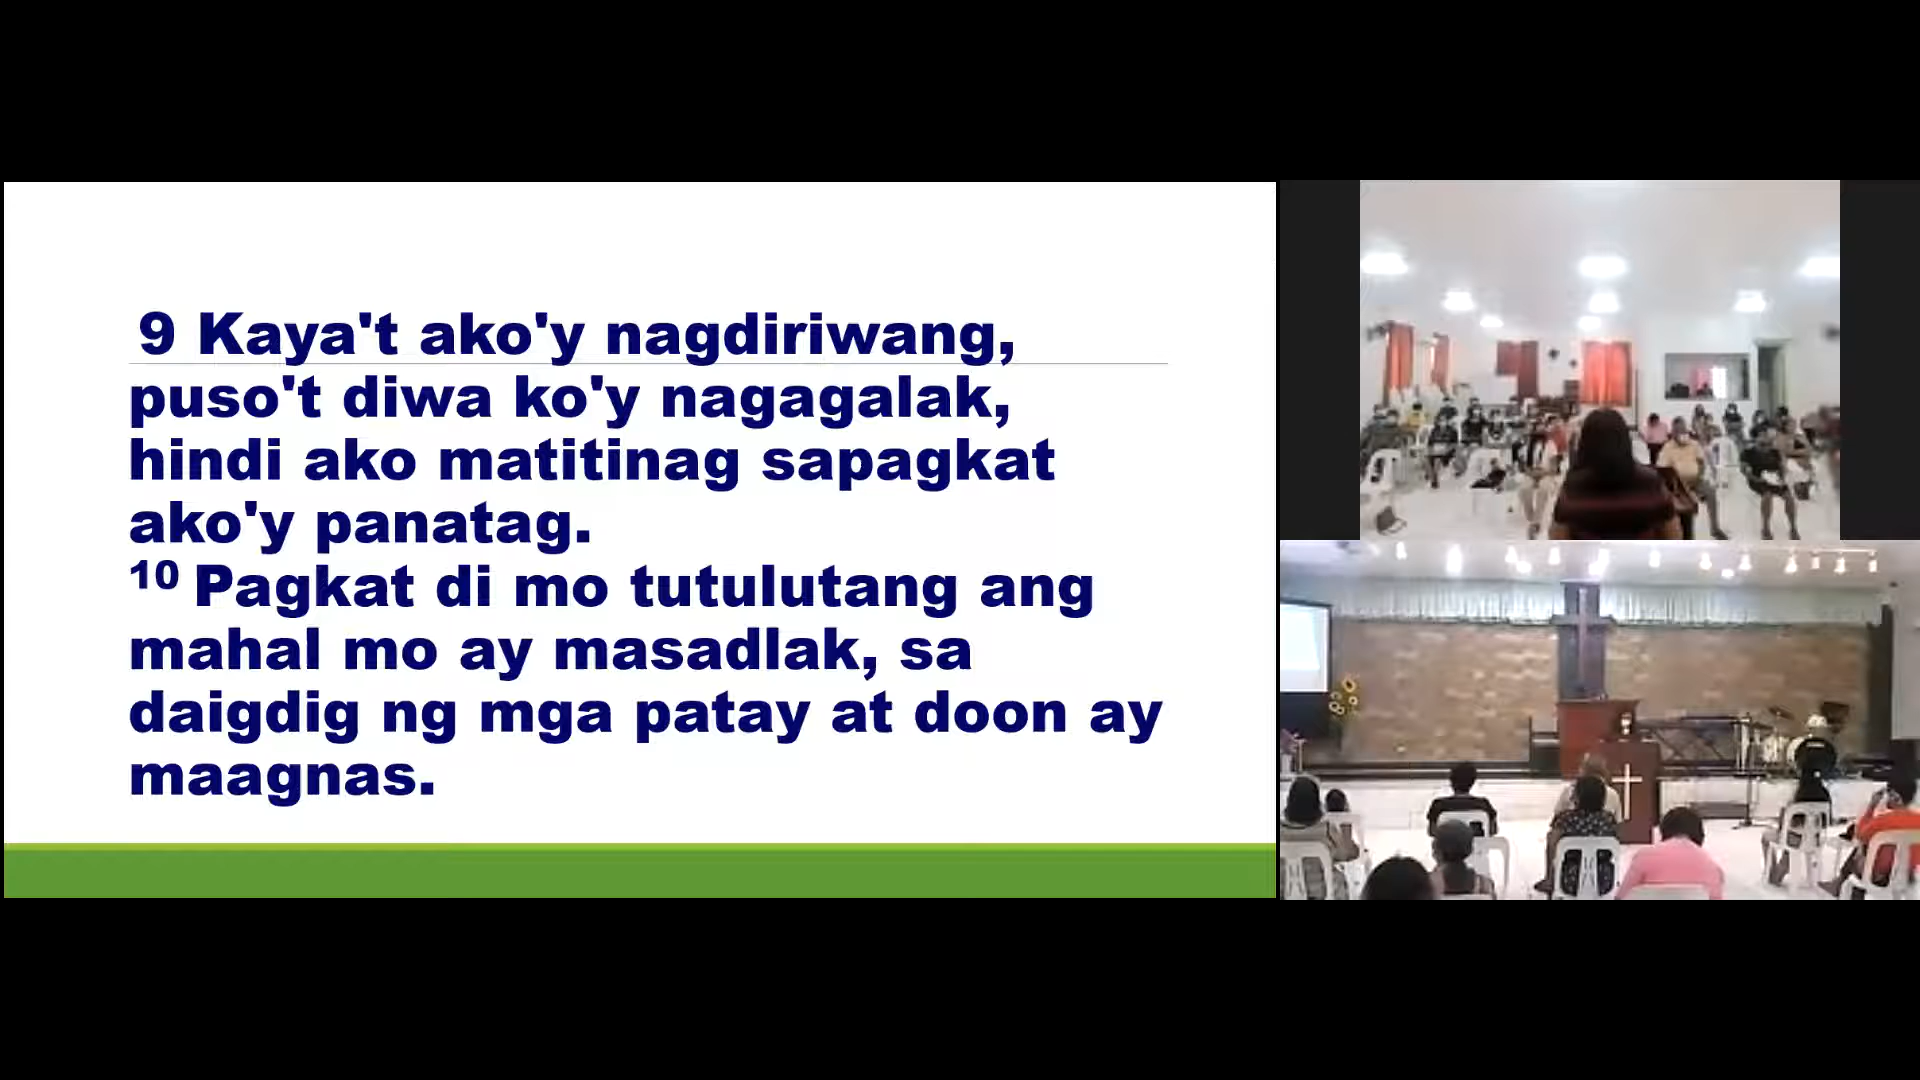 9 Kaya't ako'y nagdiriwang,
puso't diwa ko'y nagagalak,
hindi ako matitinag sapagkat
ako'y panatag.
10 Pagkat di mo tutulutang ang
mahal mo ay masadlak, sa
daigdig ng mga patay at doon ay
maagnas.